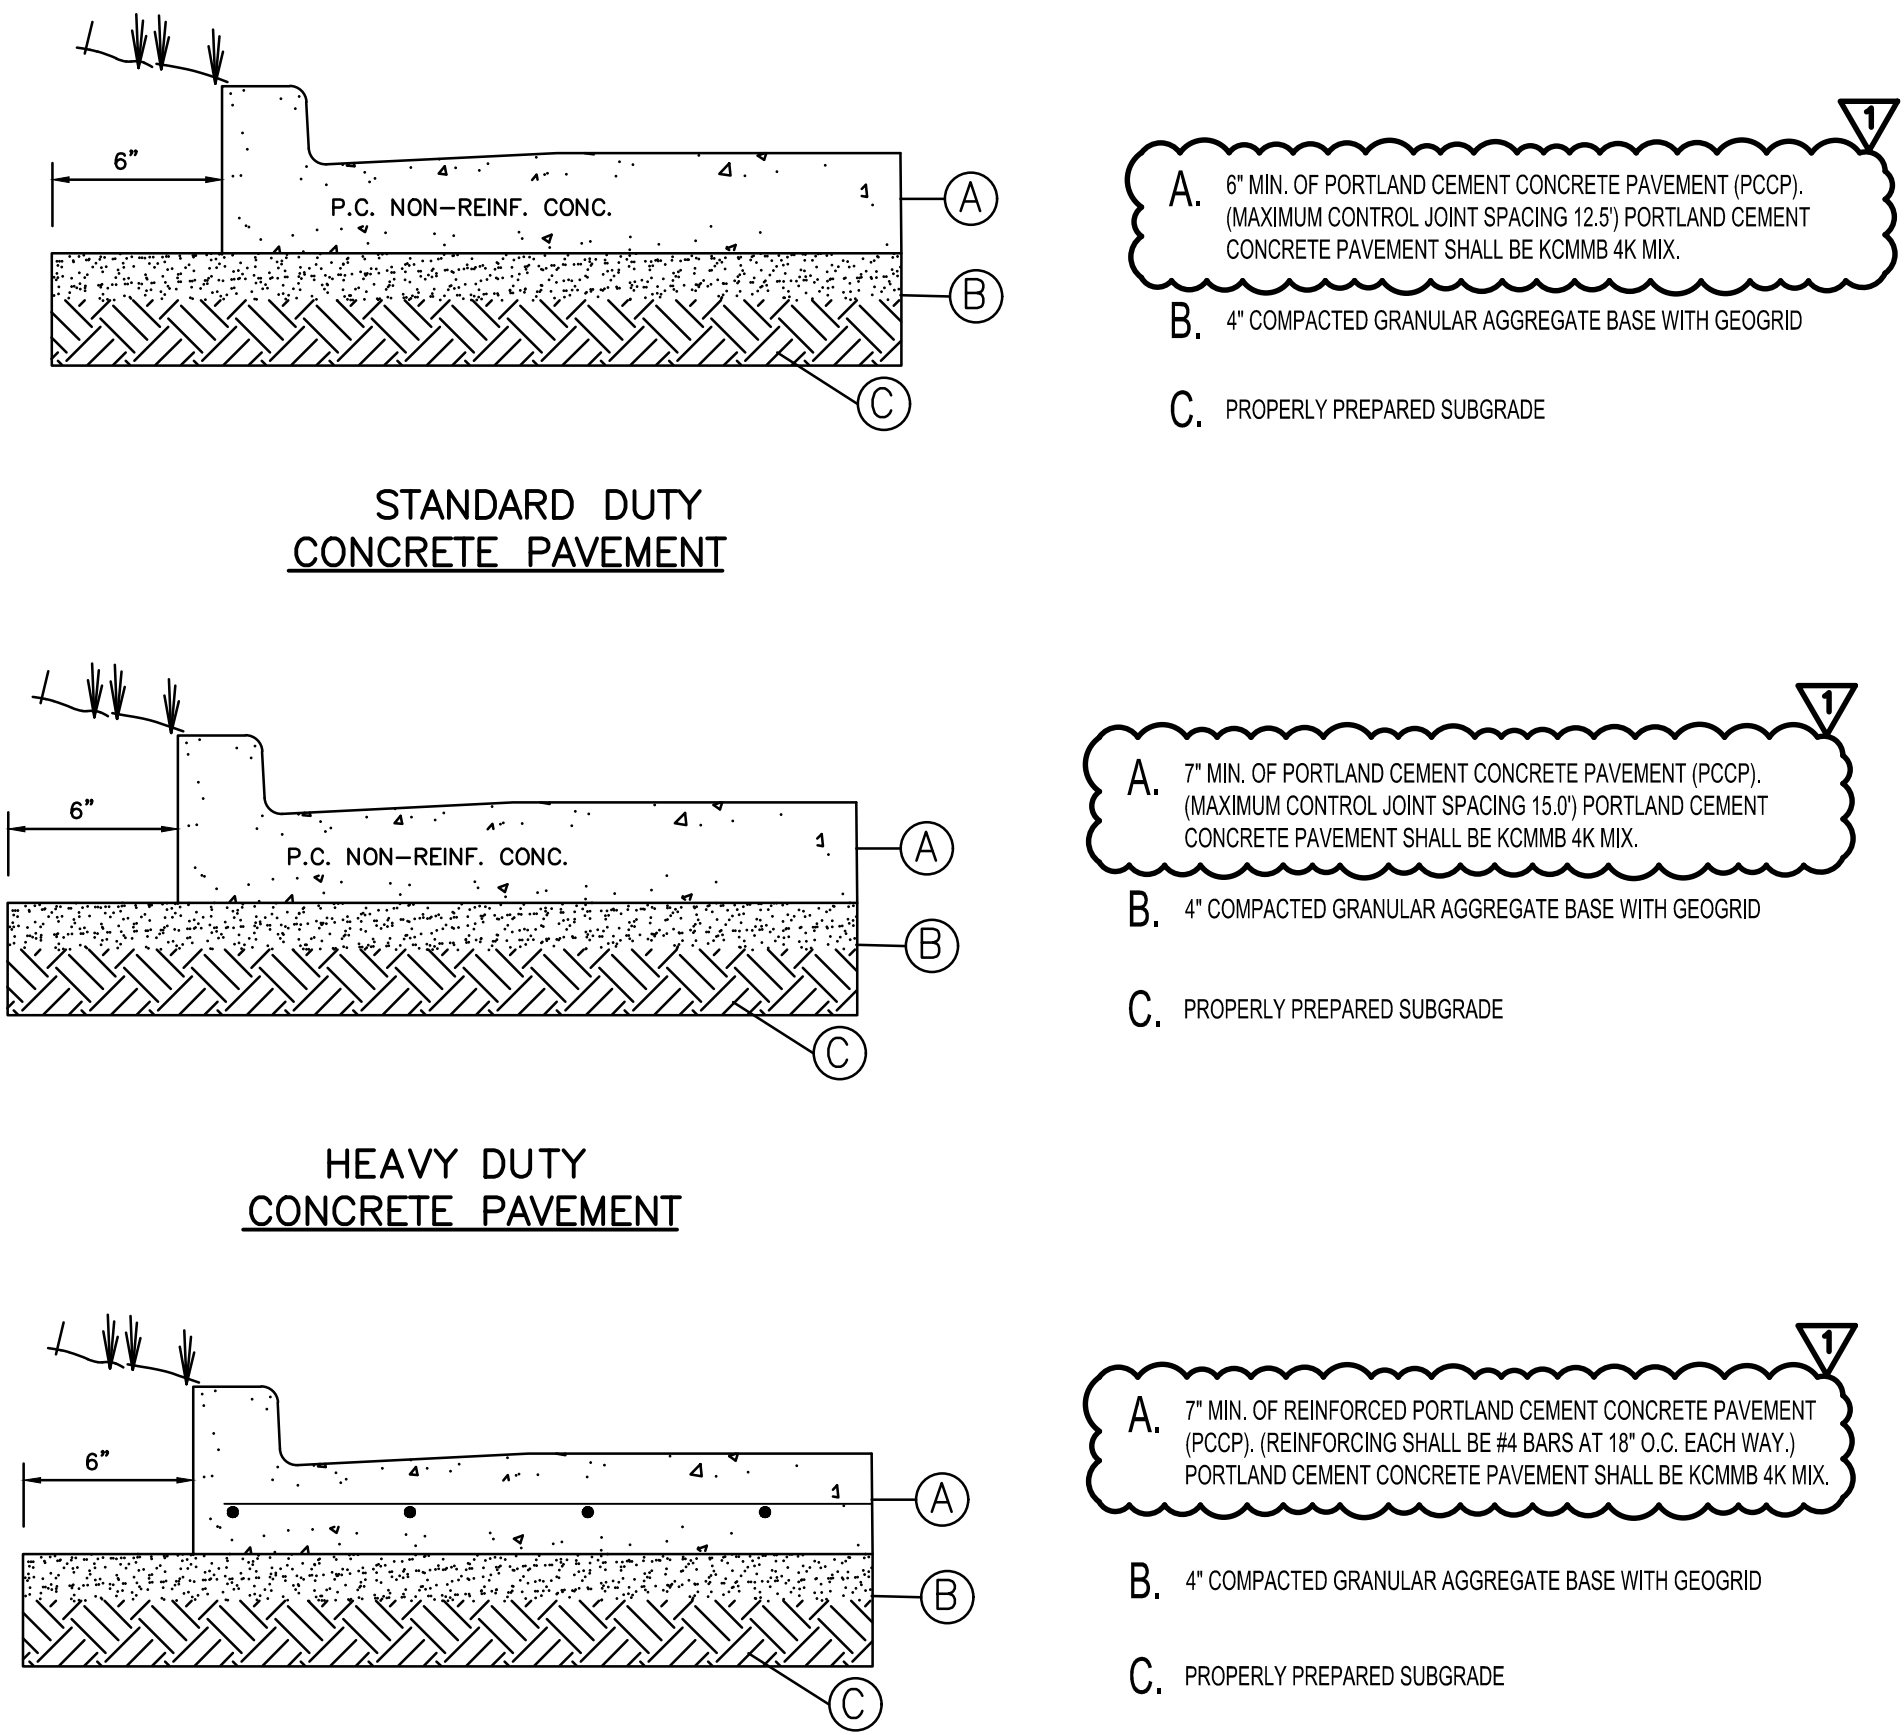 6"
P.C. NON-REINF. CONC.
A
B
C
STANDARD DUTY
CONCRETE PAVEMENT
1
A. 6" MIN. OF PORTLAND CEMENT CONCRETE PAVEMENT (PCCP).
(MAXIMUM CONTROL JOINT SPACING 12.5') PORTLAND CEMENT
CONCRETE PAVEMENT SHALL BE KCMMB 4K MIX.
B. 4" COMPACTED GRANULAR AGGREGATE BASE WITH GEOGRID
C. PROPERLY PREPARED SUBGRADE
6"
P.C. NON-REINF. CONC.
A
B
C
HEAVY DUTY
CONCRETE PAVEMENT
1
A. 7" MIN. OF PORTLAND CEMENT CONCRETE PAVEMENT (PCCP).
(MAXIMUM CONTROL JOINT SPACING 15.0') PORTLAND CEMENT
CONCRETE PAVEMENT SHALL BE KCMMB 4K MIX.
B. 4" COMPACTED GRANULAR AGGREGATE BASE WITH GEOGRID
C. PROPERLY PREPARED SUBGRADE
6"
A
B
C
1
A. 7" MIN. OF REINFORCED PORTLAND CEMENT CONCRETE PAVEMENT
(PCCP). (REINFORCING SHALL BE #4 BARS AT 18" O.C. EACH WAY.)
PORTLAND CEMENT CONCRETE PAVEMENT SHALL BE KCMMB 4K MIX.
B. 4" COMPACTED GRANULAR AGGREGATE BASE WITH GEOGRID
C. PROPERLY PREPARED SUBGRADE